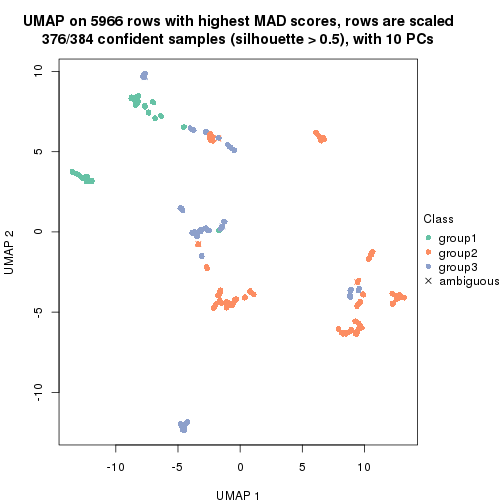 UMAP on 5966 rows with highest MAD scores, rows are scaled
376/384 confident samples (silhouette > 0.5), with 10 PCs
10
5
0
-5
-10
UMAP 2
-10
-5
0
5
10
UMAP 1
Class
group1
group2
group3
ambiguous